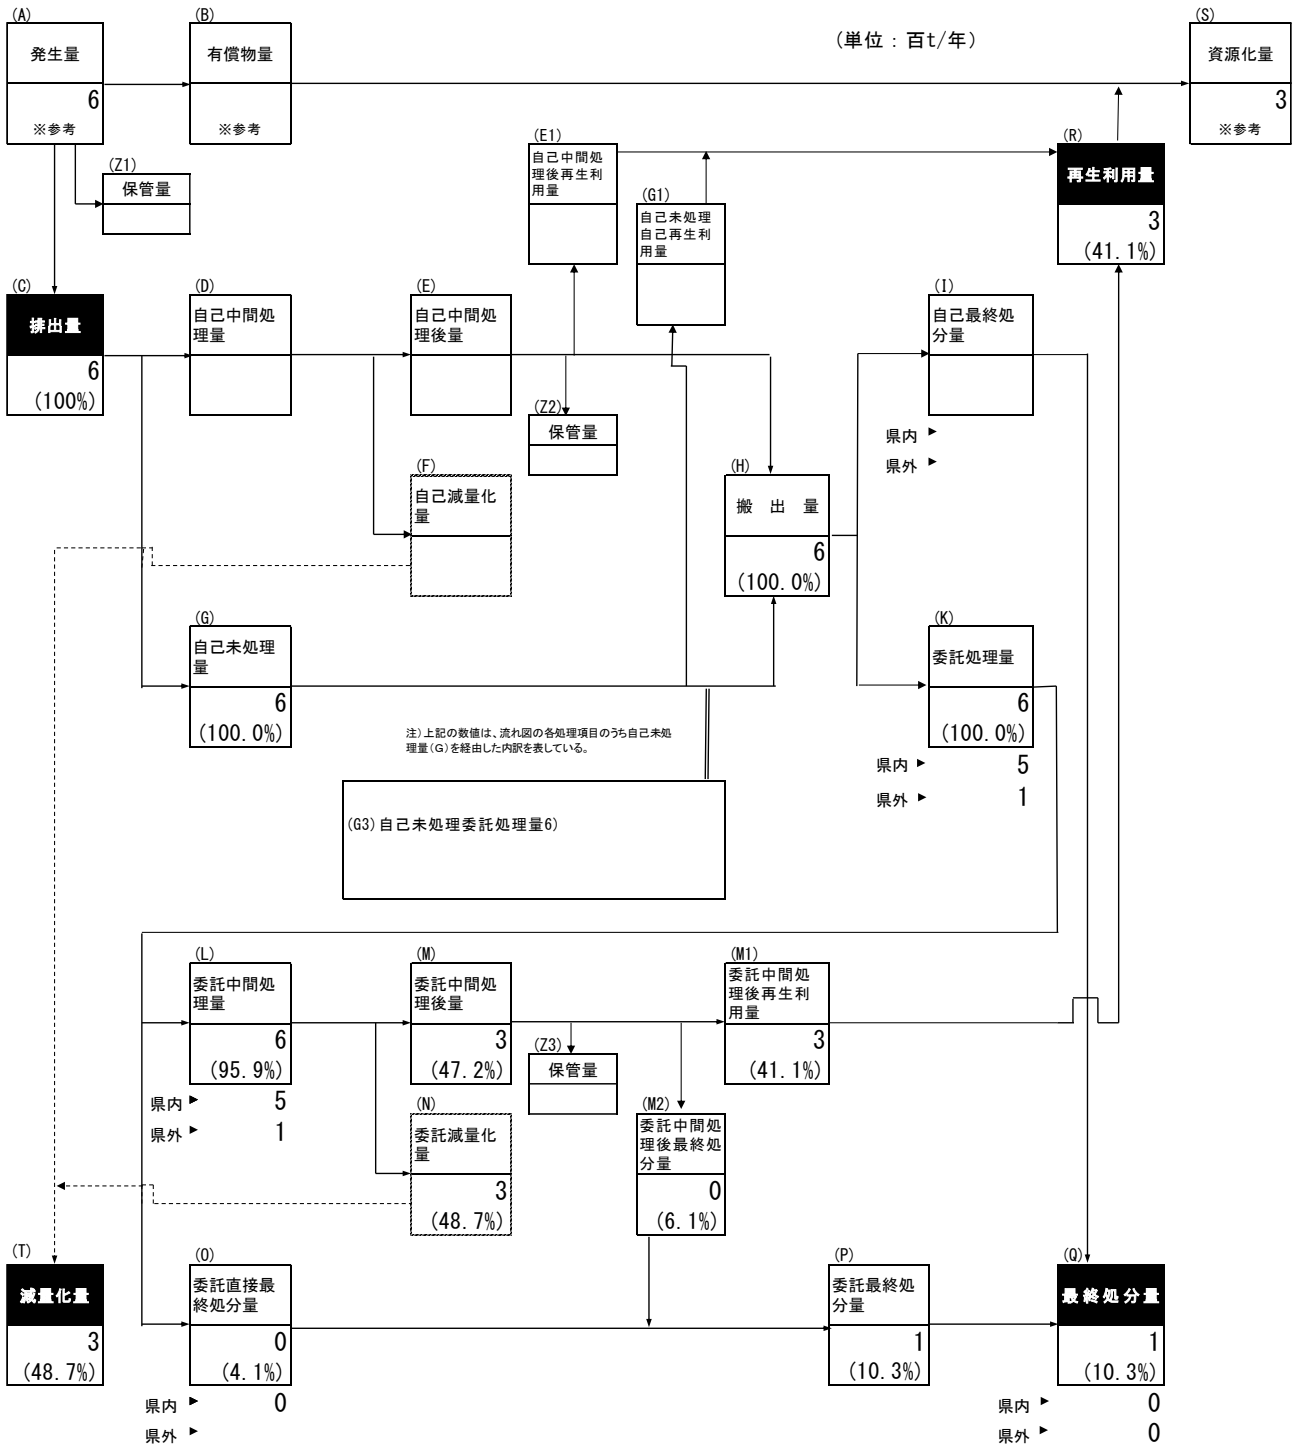 (単位：百t/年)
(A)
発生量
6
※参考
(B)
有償物量
※参考
(S)
資源化量
3
※参考
(Z1)
保管量
(E1)
自己中間処
理後再生利
用量
(G1)
自己未処理
自己再生利
用量
(R)
再生利用量
3
(41.1%)
(C)
排出量
6
(100%)
(D)
自己中間処
理量
(E)
自己中間処
理後量
(Z2)
保管量
(I)
自己最終処
分量
県内 ▶
県外 ▶
(F)
自己減量化
量
(H)
搬 出 量
6
(100.0%)
(G)
自己未処理
量
6
(100.0%)
(K)
委託処理量
6
(100.0%)
県内 ▶ 5
県外 ▶ 1
注)上記の数値は、流れ図の各処理項目のうち自己未処
理量(G)を経由した内訳を表している。
(G3)自己未処理委託処理量6)
(L)
委託中間処
理量
6
(95.9%)
県内 ▶ 5
県外 ▶ 1
(M)
委託中間処
理後量
3
(47.2%)
(Z3)
保管量
(M1)
委託中間処
理後再生利
用量
3
(41.1%)
(N)
委託減量化
量
3
(48.7%)
(M2)
委託中間処
理後最終処
分量
0
(6.1%)
(T)
減量化量
3
(48.7%)
(O)
委託直接最
終処分量
0
(4.1%)
県内 ▶ 0
県外 ▶
(P)
委託最終処
分量
1
(10.3%)
(Q)
最終処分量
1
(10.3%)
県内 ▶ 0
県外 ▶ 0